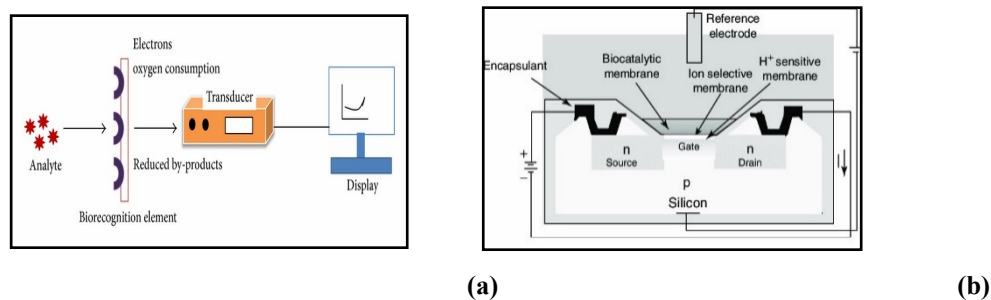 Electrons
oxygen consumption
Transducer
Analyte
Reduced by-products
Display
Biorecognition element
Reference
electrode
Encapsulant
Biocatalytic
membrane
Ion selective
membrane
H+ sensitive
membrane
n
Source
Gate
n
Drain
+
−
I
p
Silicon
(a)
(b)